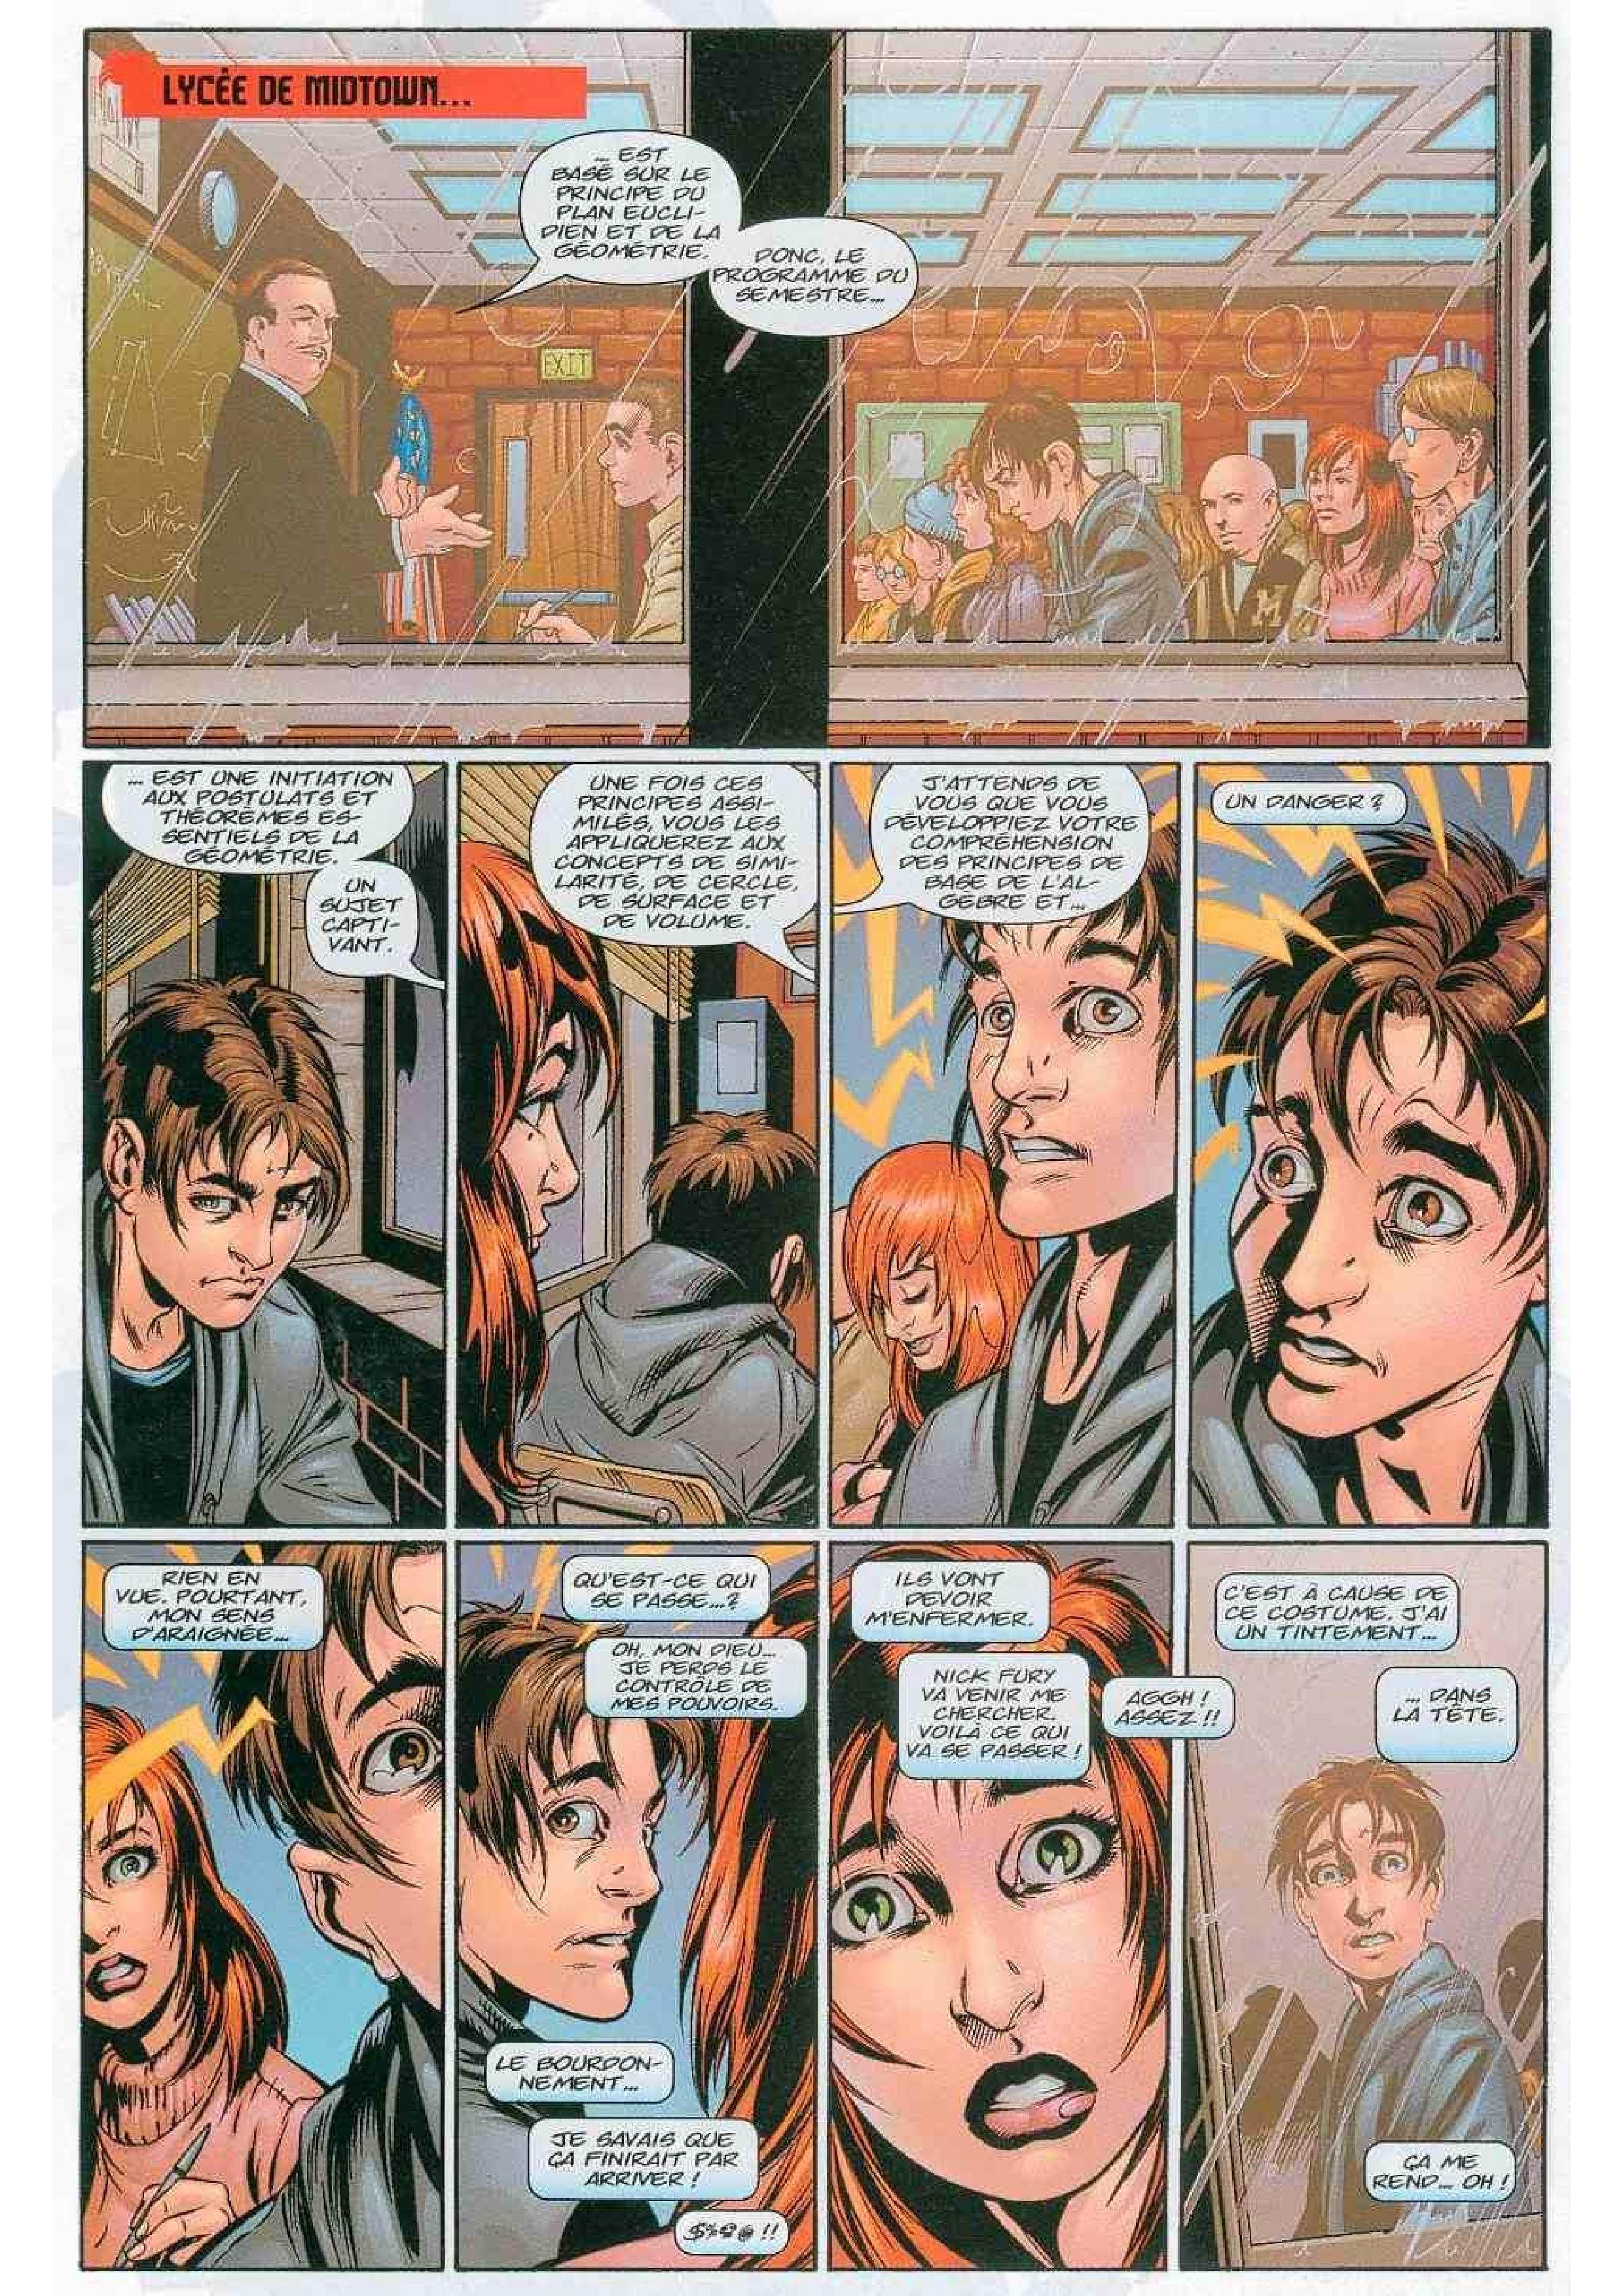 LYCÉE DE MIDTOWN...
... EST
BASÉ SUR LE
PRINCIPE DU
PLAN EUCLI-
DIEN ET DE LA
GÉOMÉTRIE.
DONC, LE
PROGRAMME DU
SEMESTRE...
EXIT
M
... EST UNE INITIATION
AUX POSTULATS ET
THÉORÈMES ES-
SENTIELS DE LA
GÉOMÉTRIE.
UN
SUJET
CAPTI-
VANT.
UNE FOIS CES
PRINCIPES ASSI-
MILÉS, VOUS LES
APPLIQUEREZ AUX
CONCEPTS DE SIMI-
LARITÉ, DE CERCLE,
DE SURFACE ET
DE VOLUME.
J'ATTENDS DE
VOUS QUE VOUS
DÉVELOPPIEZ VOTRE
COMPRÉHENSION
DES PRINCIPES DE
BASE DE L'AL-
GÈBRE ET...
UN DANGER ?
RIEN EN
VUE. POURTANT,
MON SENS
D'ARAIGNÉE...
QU'EST-CE QUI
SE PASSE...?
OH, MON DIEU...
JE PERDS LE
CONTRÔLE DE
MES POUVOIRS.
LE BOURDON-
NEMENT...
JE SAVAIS QUE
ÇA FINIRAIT PAR
ARRIVER !
ILS VONT
DEVOIR
M'ENFERMER.
NICK FURY
VA VENIR ME
CHERCHER.
VOILÀ CE QUI
VA SE PASSER !
AGGH !
ASSEZ !!
C'EST À CAUSE DE
CE COSTUME. J'AI
UN TINTEMENT...
... DANS
LA TÊTE.
ÇA ME
REND... OH !